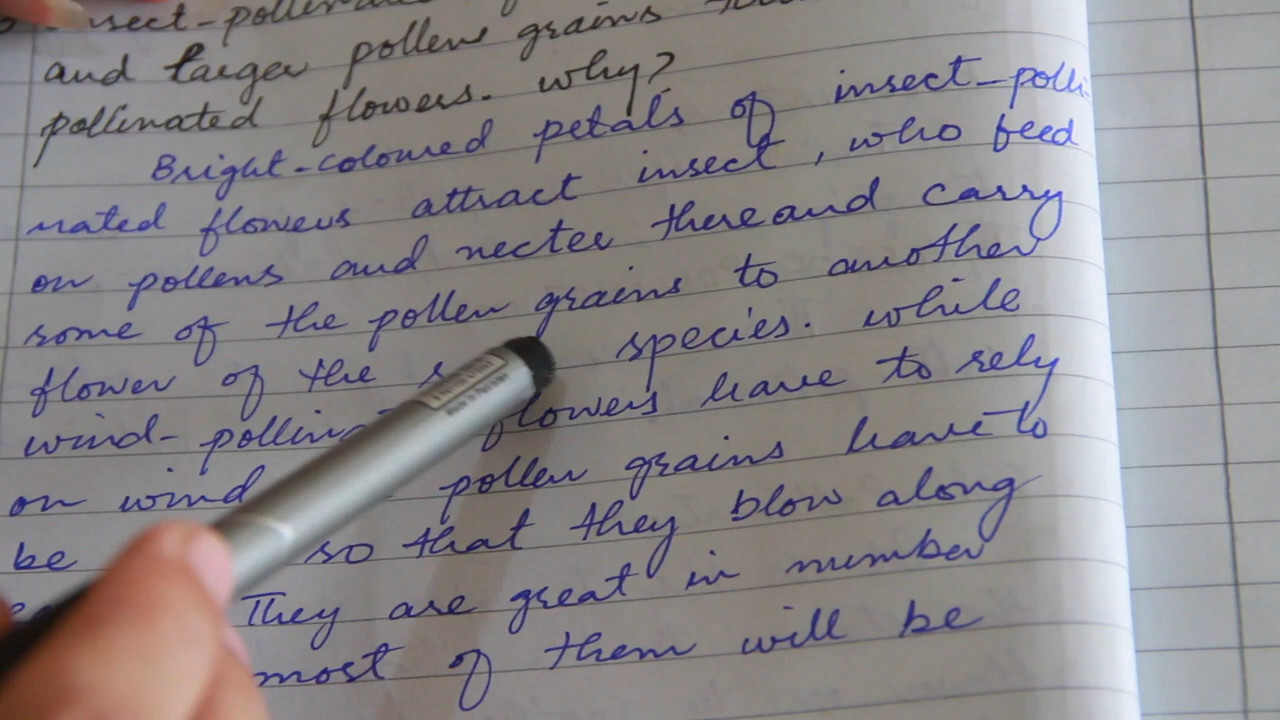 insect-pollina
and larger pollen grains
pollinated flowers. why?
Bright-coloured petals of insect-polli-
nated flowers attract insect, who feed
on pollens and necter there and carry
some of the pollen grains to another
flower of the species. while
wind-pollina flowers have to rely
on wind pollen grains have to
be so that they blow along
They are great in number
most of them will be